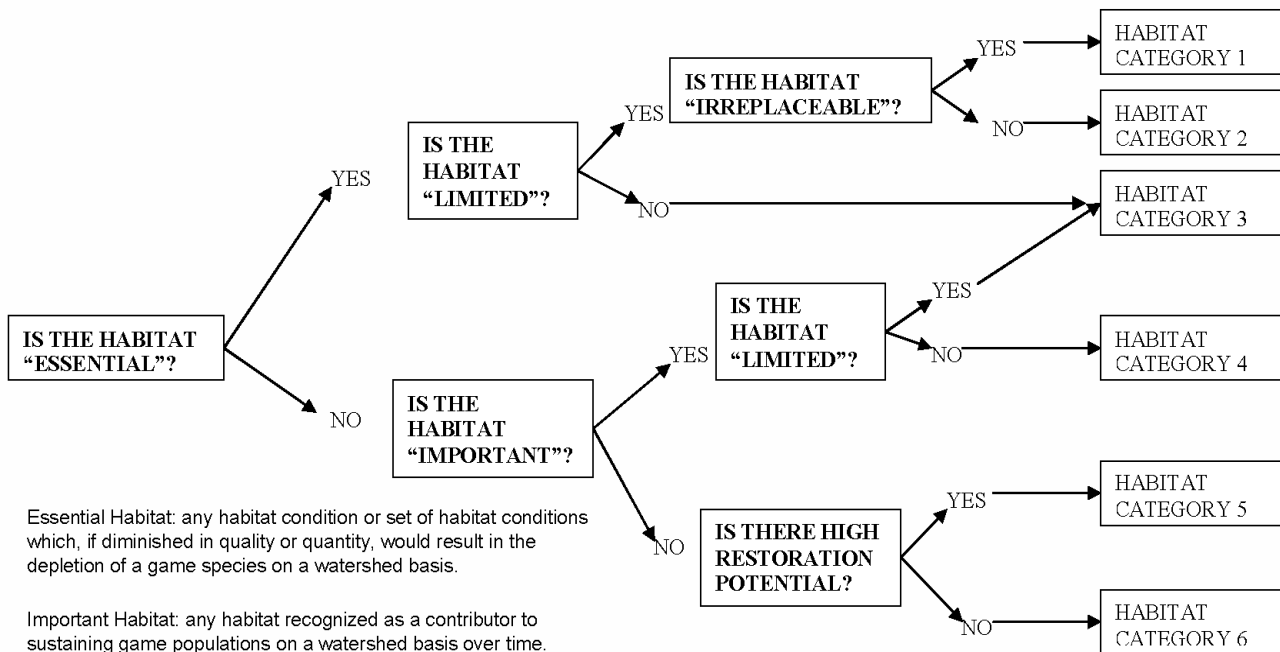 YES
HABITAT
CATEGORY 1
IS THE HABITAT
“IRREPLACEABLE”?
YES
NO
HABITAT
CATEGORY 2
IS THE
HABITAT
“LIMITED”?
YES
NO
HABITAT
CATEGORY 3
IS THE HABITAT
“ESSENTIAL”?
IS THE
HABITAT
“LIMITED”?
YES
YES
NO
HABITAT
CATEGORY 4
NO
IS THE
HABITAT
“IMPORTANT”?
NO
IS THERE HIGH
RESTORATION
POTENTIAL?
YES
HABITAT
CATEGORY 5
NO
HABITAT
CATEGORY 6
Essential Habitat: any habitat condition or set of habitat conditions
which, if diminished in quality or quantity, would result in the
depletion of a game species on a watershed basis.
Important Habitat: any habitat recognized as a contributor to
sustaining game populations on a watershed basis over time.